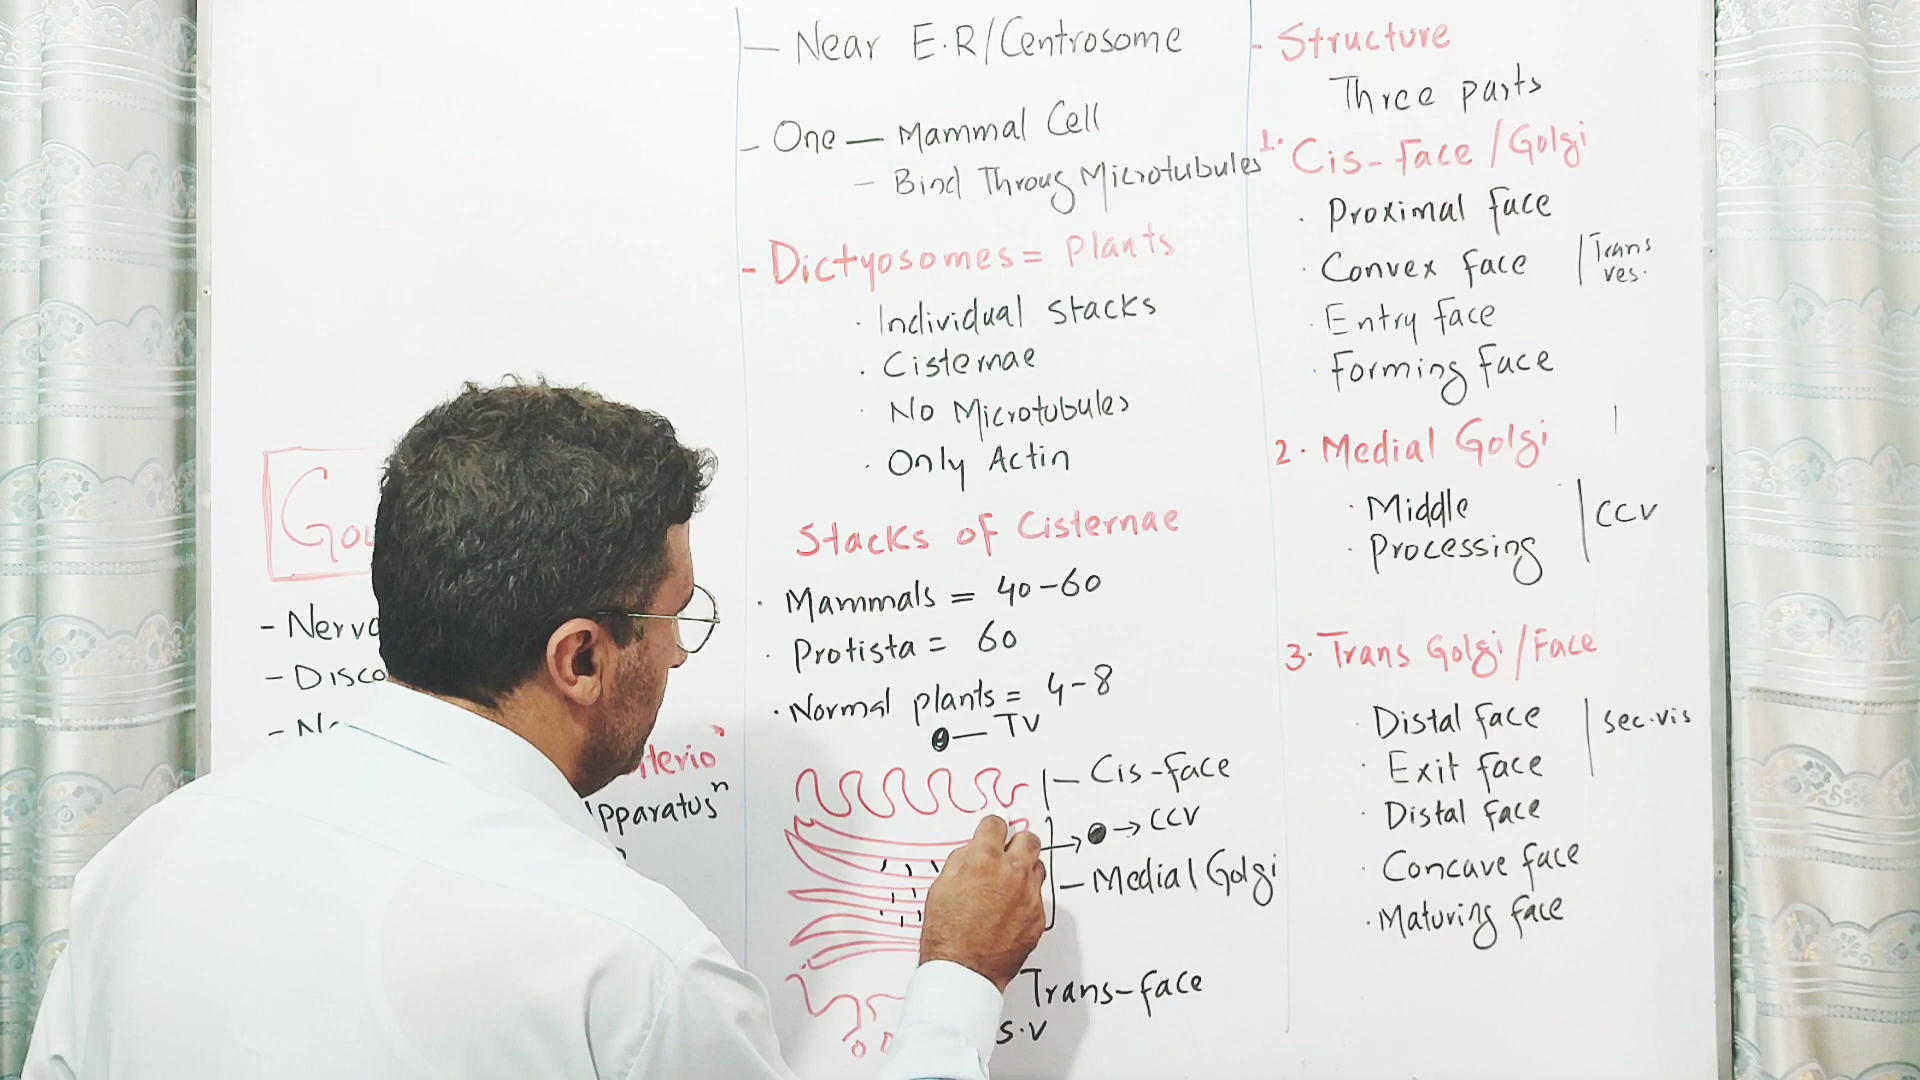 - Nervo
- Disco
- N
terio"
Apparatus"
— Near E.R/Centrosome
- One — Mammal Cell
- Bind Throug Microtubules
- Dictyosomes = Plants
· Individual Stacks
· Cisternae
· No Microtubules
· Only Actin
Stacks of Cisternae
· Mammals = 40-60
· Protista = 60
· Normal plants = 4-8
— TV
— Cis-face
→ → CCV
— Medial Golgi
Trans-face
S.V
- Structure
Three parts
1. Cis-Face/Golgi
· Proximal face
· Convex face | Trans ves.
· Entry face
· Forming face
2. Medial Golgi
· Middle
· Processing | CCV
3. Trans Golgi/Face
· Distal face | Sec.vis
· Exit face
· Distal face
· Concave face
· Maturing face